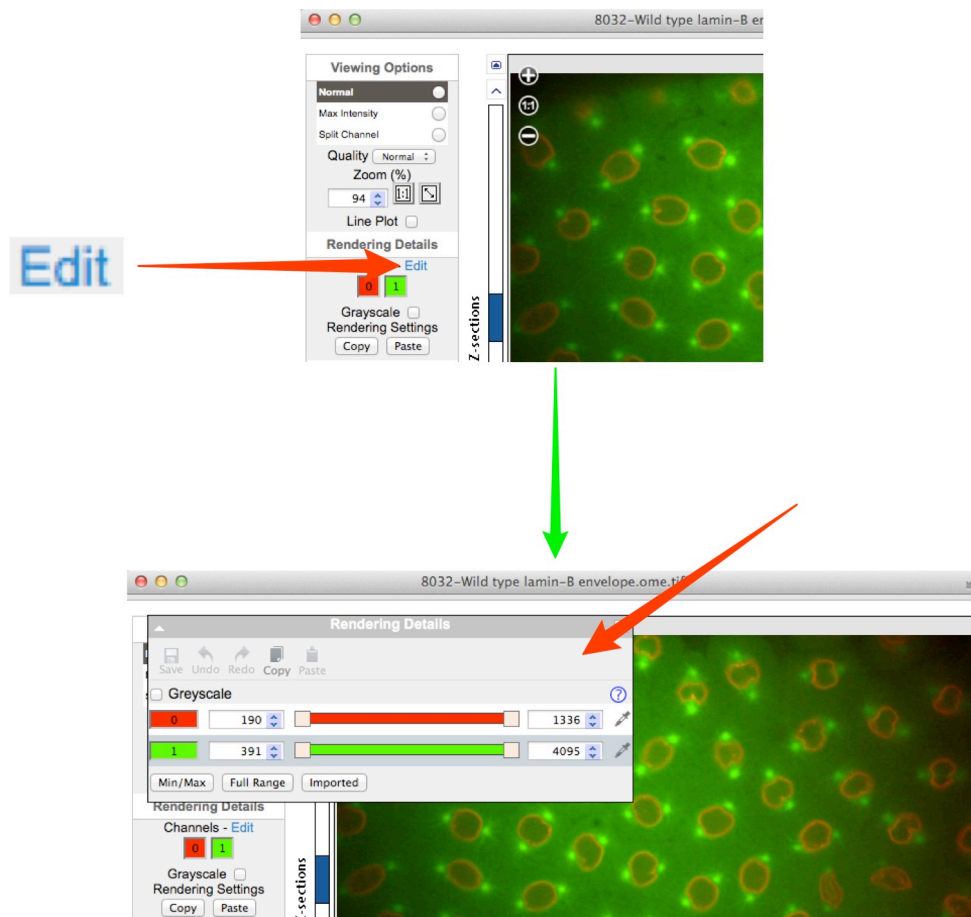 8032-Wild type lamin-B en
Viewing Options
Normal
Max Intensity
Split Channel
Quality Normal
Zoom (%)
94 1:1
Line Plot
Rendering Details
- Edit
0 1
Grayscale
Rendering Settings
Copy Paste
Z-sections
1:1
Edit
8032-Wild type lamin-B envelope.ome.tif
Rendering Details
Save Undo Redo Copy Paste
Greyscale
?
0 190 1336
1 391 4095
Min/Max Full Range Imported
Rendering Details
Channels - Edit
0 1
Grayscale
Rendering Settings
Copy Paste
-sections